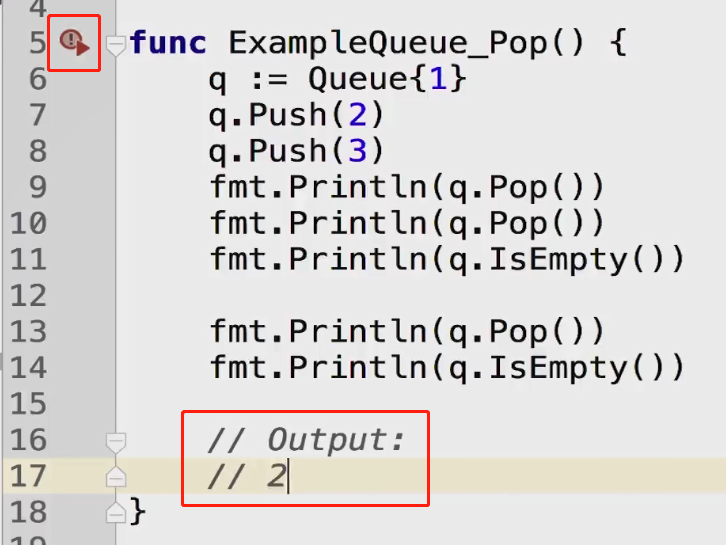 4
5 func ExampleQueue_Pop() {
6 q := Queue{1}
7 q.Push(2)
8 q.Push(3)
9 fmt.Println(q.Pop())
10 fmt.Println(q.Pop())
11 fmt.Println(q.IsEmpty())
12
13 fmt.Println(q.Pop())
14 fmt.Println(q.IsEmpty())
15
16 // Output:
17 // 2
18 }
19